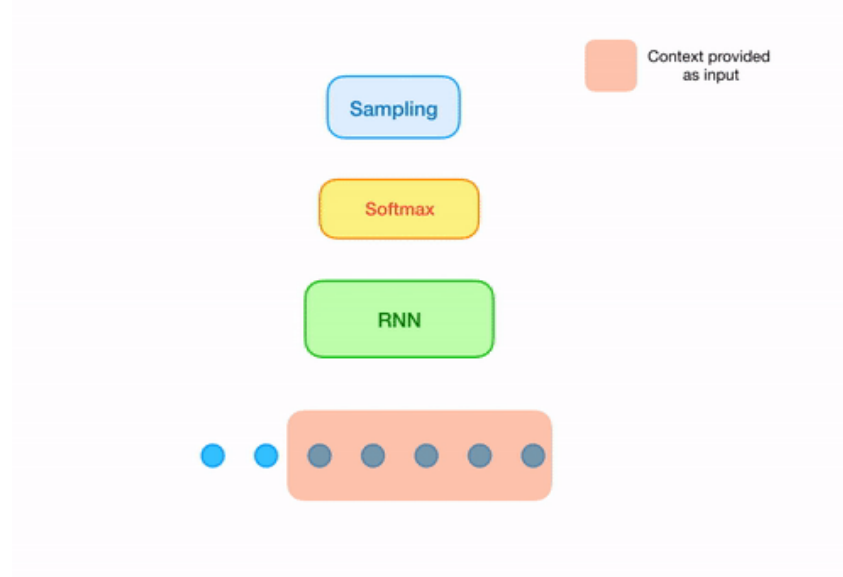 Context provided
as input
Sampling
Softmax
RNN